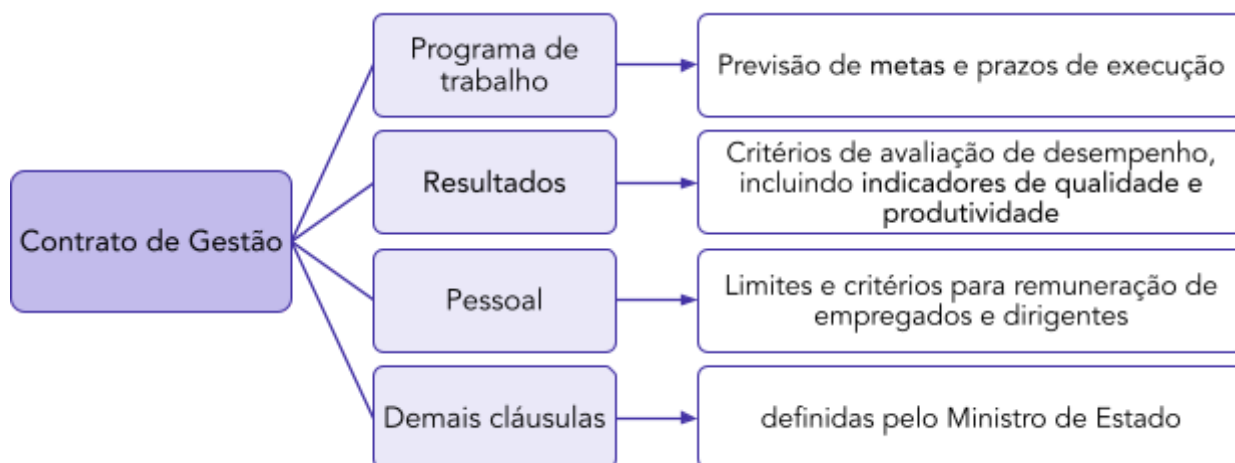 Contrato de Gestão
Programa de
trabalho
Previsão de metas e prazos de execução
Resultados
Critérios de avaliação de desempenho,
incluindo indicadores de qualidade e
produtividade
Pessoal
Limites e critérios para remuneração de
empregados e dirigentes
Demais cláusulas
definidas pelo Ministro de Estado